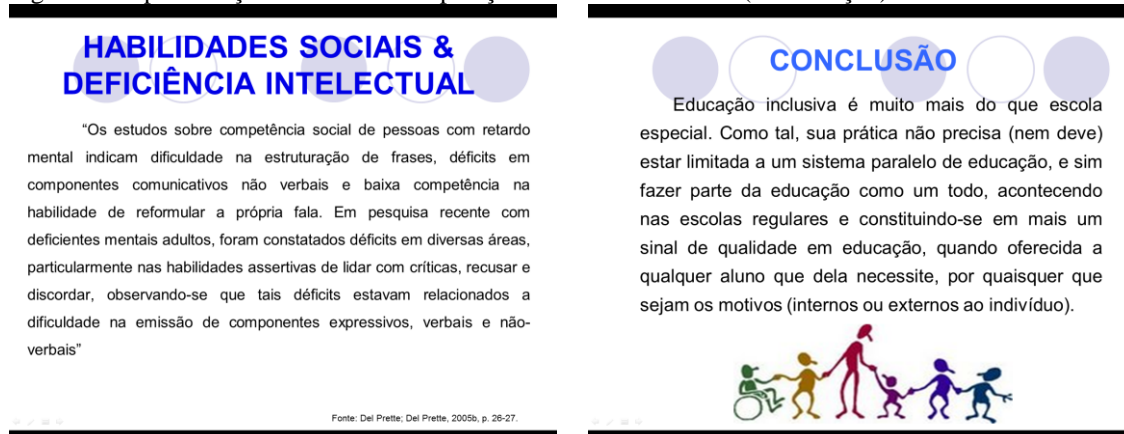 HABILIDADES SOCIAIS &
DEFICIÊNCIA INTELECTUAL
“Os estudos sobre competência social de pessoas com retardo
mental indicam dificuldade na estruturação de frases, déficits em
componentes comunicativos não verbais e baixa competência na
habilidade de reformular a própria fala. Em pesquisa recente com
deficientes mentais adultos, foram constatados déficits em diversas áreas,
particularmente nas habilidades assertivas de lidar com críticas, recusar e
discordar, observando-se que tais déficits estavam relacionados a
dificuldade na emissão de componentes expressivos, verbais e não-
verbais”
Fonte: Del Prette; Del Prette, 2005b, p. 26-27.
CONCLUSÃO
Educação inclusiva é muito mais do que escola
especial. Como tal, sua prática não precisa (nem deve)
estar limitada a um sistema paralelo de educação, e sim
fazer parte da educação como um todo, acontecendo
nas escolas regulares e constituindo-se em mais um
sinal de qualidade em educação, quando oferecida a
qualquer aluno que dela necessite, por quaisquer que
sejam os motivos (internos ou externos ao indivíduo).